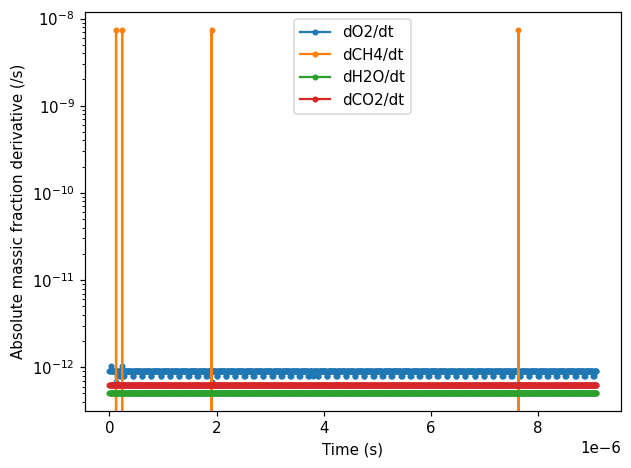 10⁻⁸
10⁻⁹
10⁻¹⁰
10⁻¹¹
10⁻¹²
Absolute massic fraction derivative (/s)
dO2/dt
dCH4/dt
dH2O/dt
dCO2/dt
0 2 4 6 8
1e−6
Time (s)